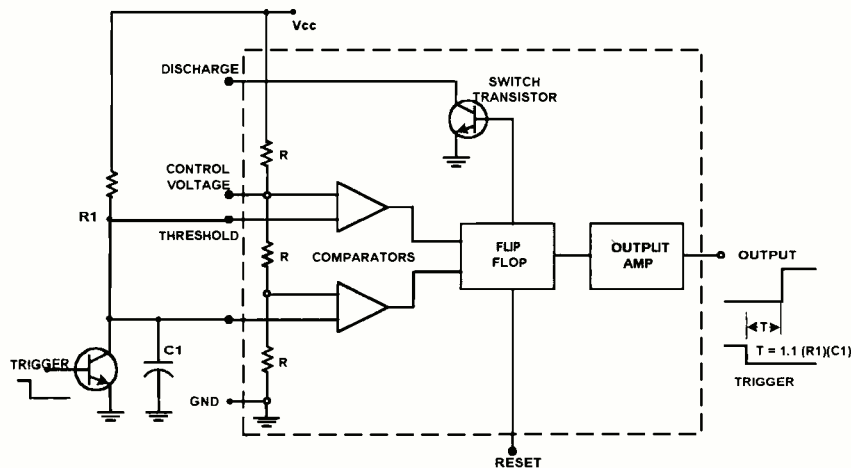 Vcc
DISCHARGE
SWITCH
TRANSISTOR
R
CONTROL
VOLTAGE
R1
THRESHOLD
R
COMPARATORS
FLIP
FLOP
OUTPUT
AMP
OUTPUT
T
T = 1.1 (R1)(C1)
TRIGGER
C1
TRIGGER
R
GND
RESET